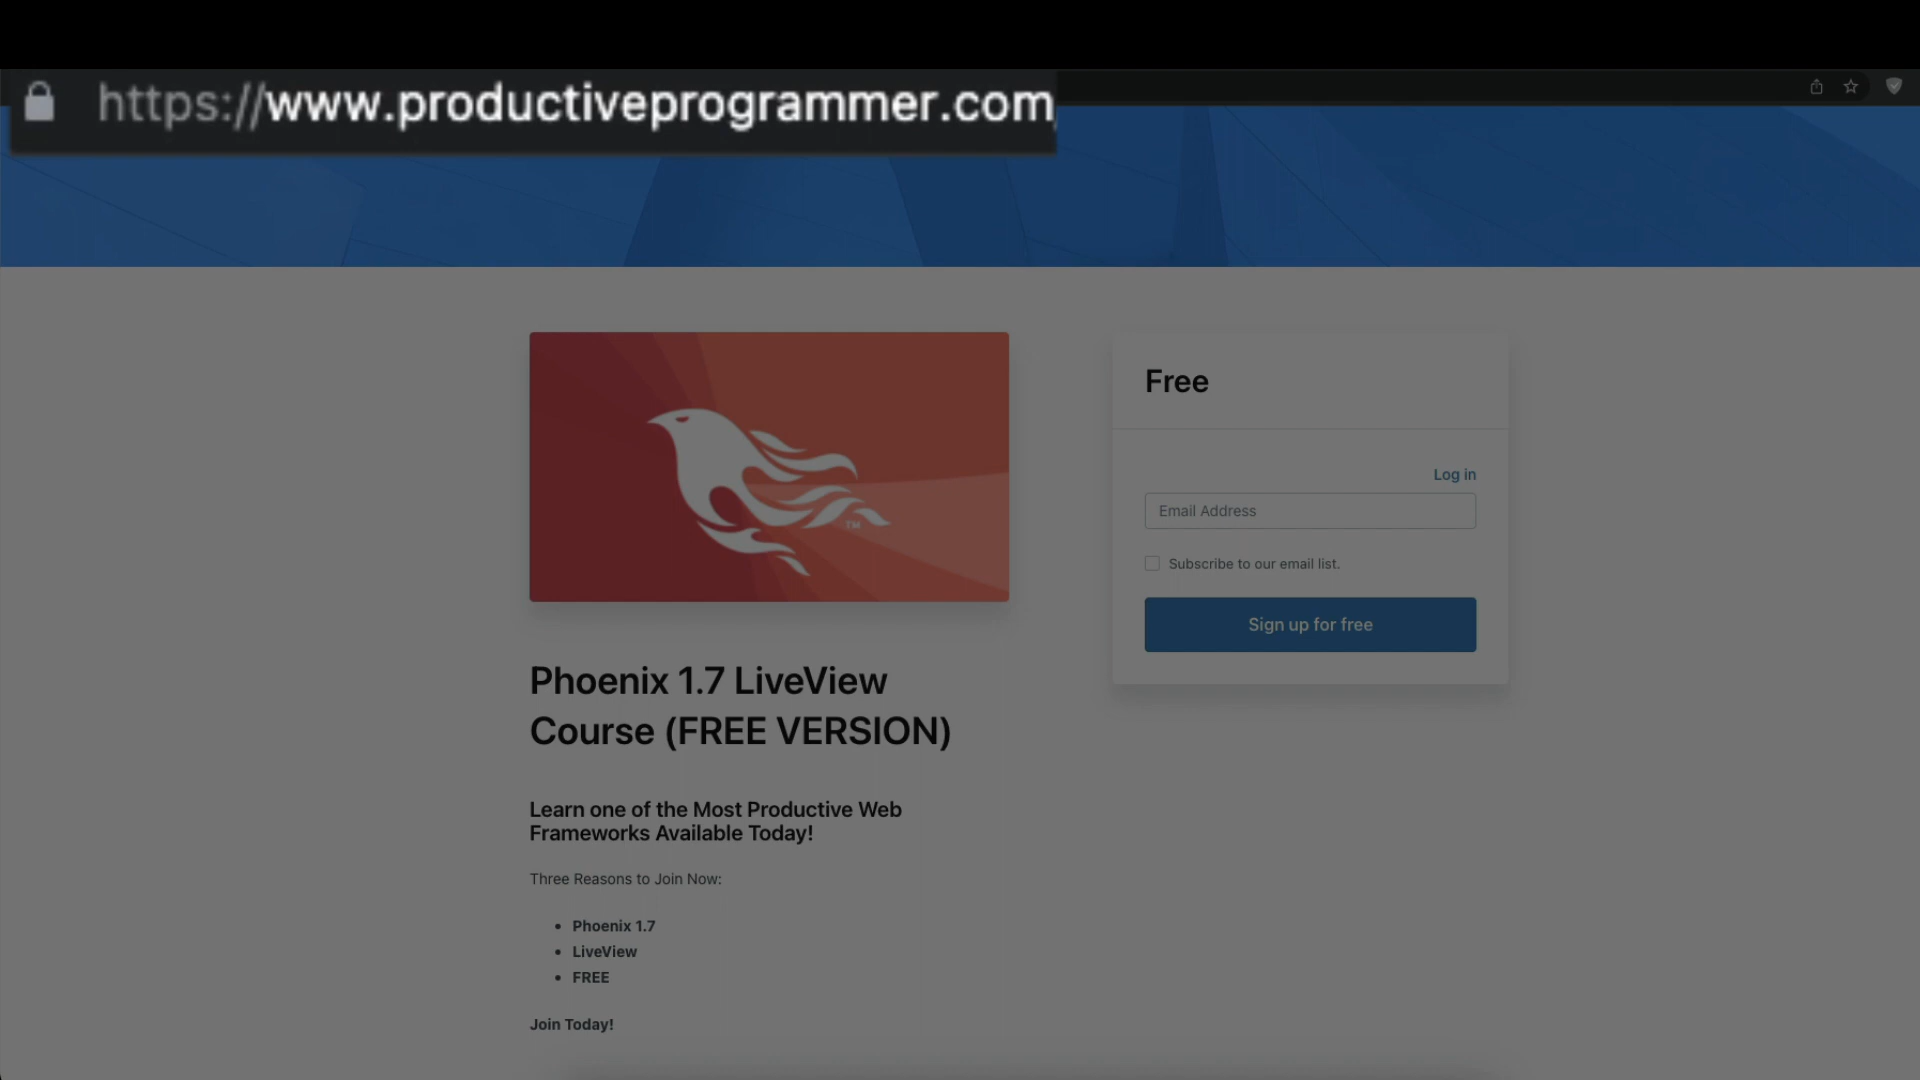 https://www.productiveprogrammer.com
Free
Log in
Email Address
Subscribe to our email list.
Sign up for free
TM
Phoenix 1.7 LiveView
Course (FREE VERSION)
Learn one of the Most Productive Web
Frameworks Available Today!
Three Reasons to Join Now:
• Phoenix 1.7
• LiveView
• FREE
Join Today!